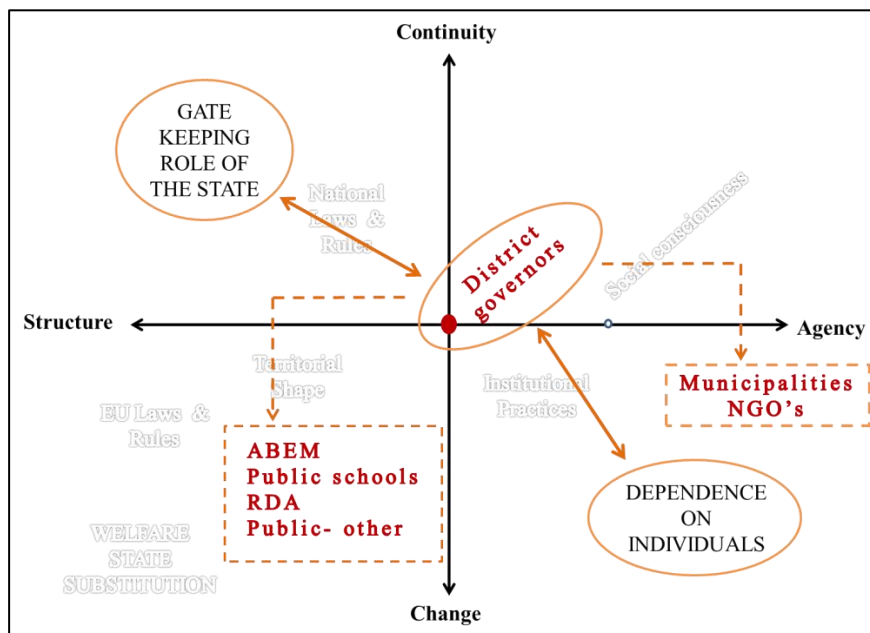 Continuity
GATE
KEEPING
ROLE OF
THE STATE
National
Laws & 
Rules
Social consciousness
District
governors
Structure
Agency
Territorial
Shape
Institutional
Practices
Municipalities
NGO's
EU Laws &
Rules
ABEM
Public schools
RDA
Public- other
DEPENDENCE
ON
INDIVIDUALS
WELFARE
STATE
SUBSTITUTION
Change